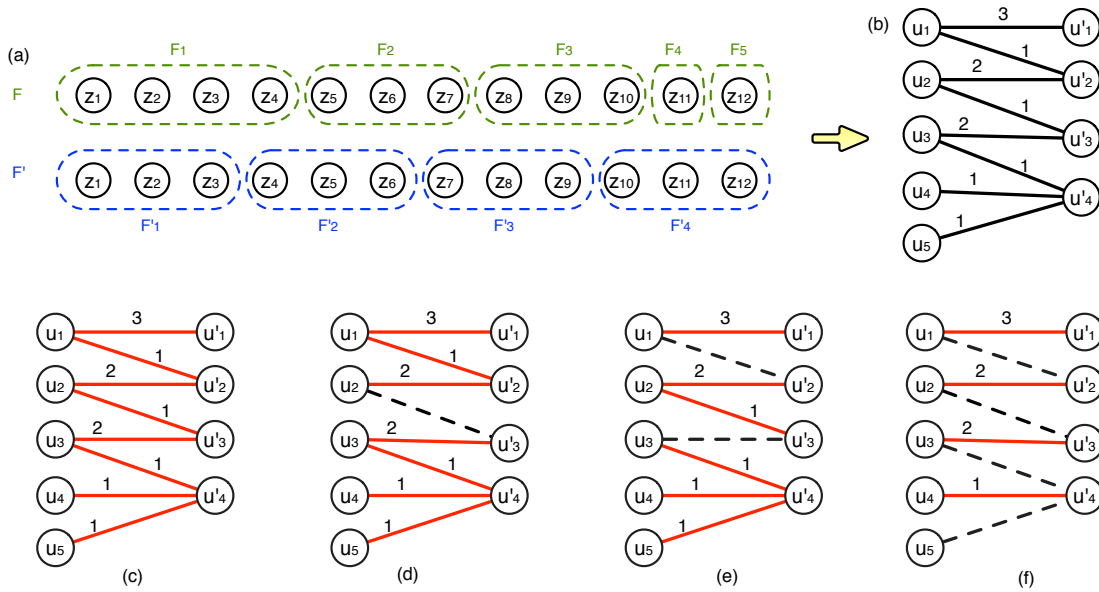 (a)
F1 F2 F3 F4 F5
F z1 z2 z3 z4 z5 z6 z7 z8 z9 z10 z11 z12
F' z1 z2 z3 z4 z5 z6 z7 z8 z9 z10 z11 z12
F'1 F'2 F'3 F'4
(b)
u1 3 u'1
1
u2 2 u'2
1
u3 2 u'3
1
u4 1 u'4
1
u5
u1 3 u'1
1
u2 2 u'2
1
u3 2 u'3
1
u4 1 u'4
1
u5
(c)
u1 3 u'1
1
u2 2 u'2
u3 2 u'3
1
u4 1 u'4
1
u5
(d)
u1 3 u'1
u2 2 u'2
1
u3 u'3
1
u4 1 u'4
1
u5
(e)
u1 3 u'1
u2 2 u'2
u3 2 u'3
u4 1 u'4
u5
(f)